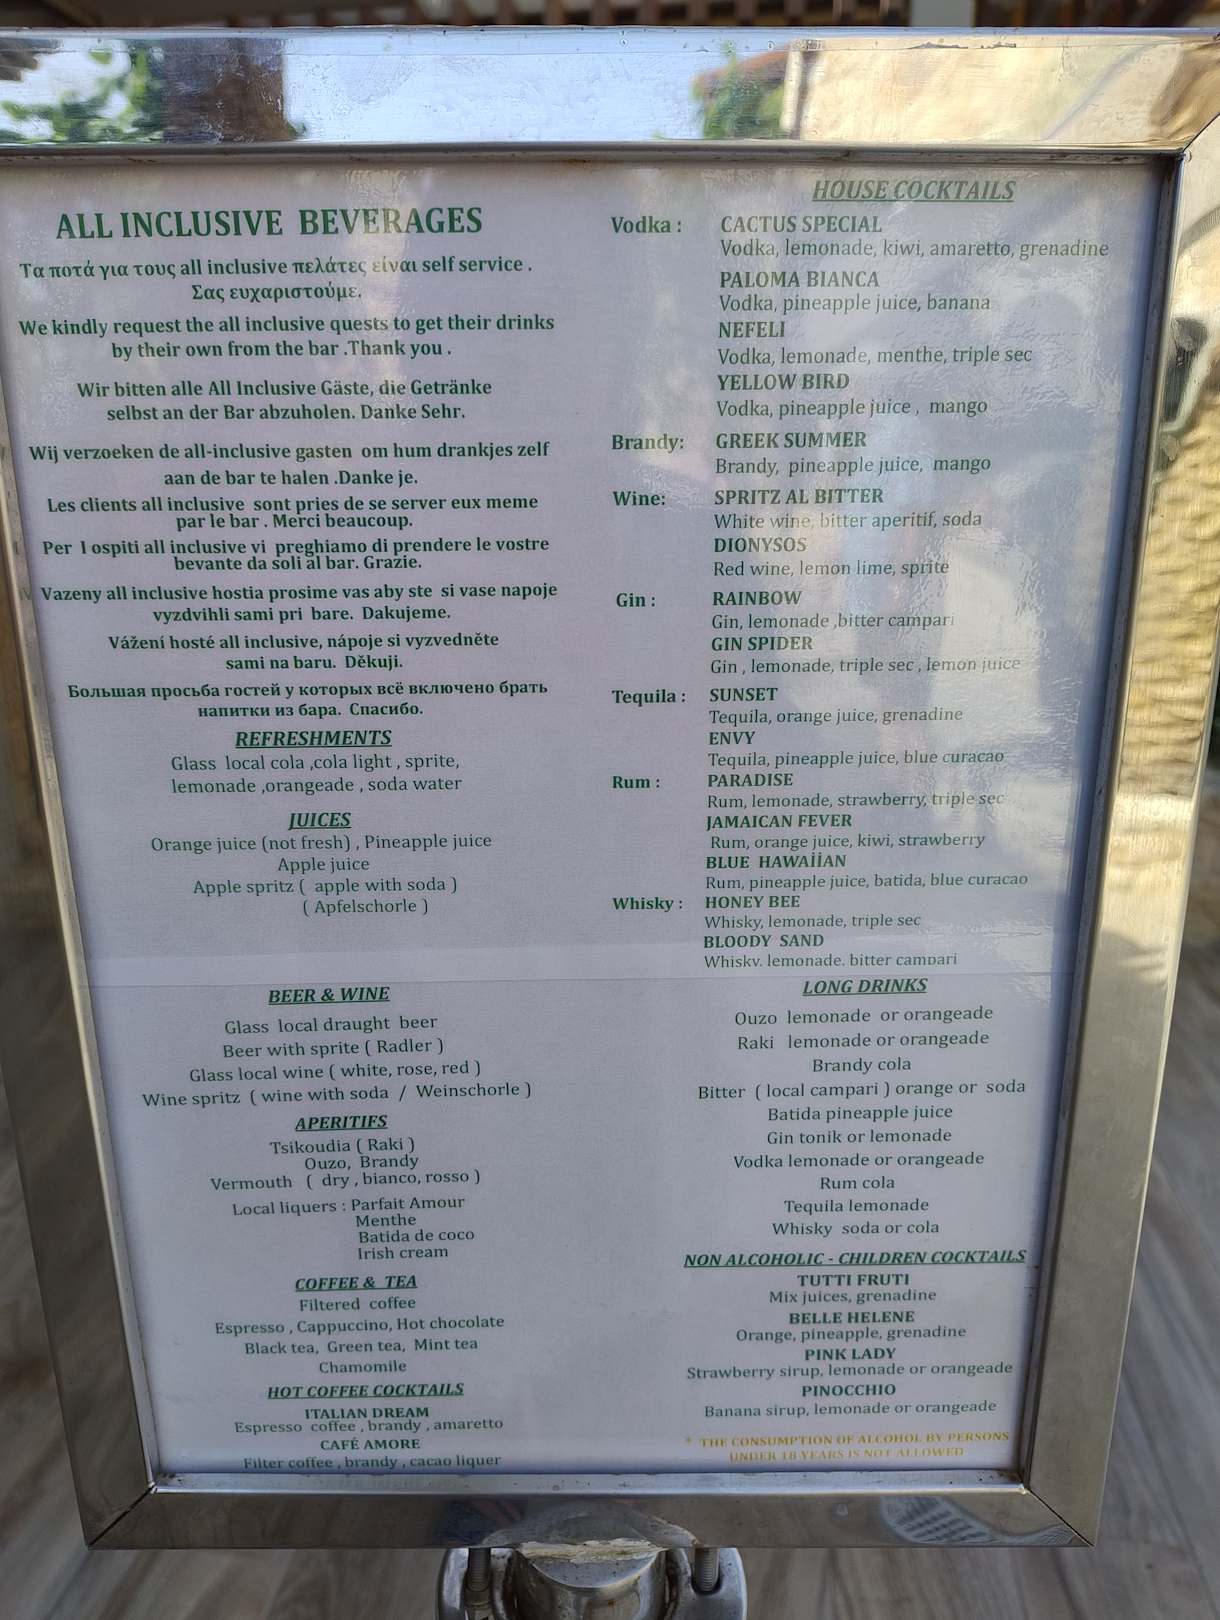 ALL INCLUSIVE BEVERAGES
Τα ποτά για τους all inclusive πελάτες είναι self service .
Σας ευχαριστούμε.
We kindly request the all inclusive quests to get their drinks
by their own from the bar .Thank you .
Wir bitten alle All Inclusive Gäste, die Getränke
selbst an der Bar abzuholen. Danke Sehr.
Wij verzoeken de all-inclusive gasten om hum drankjes zelf
aan de bar te halen .Danke je.
Les clients all inclusive sont pries de se server eux meme
par le bar . Merci beaucoup.
Per I ospiti all inclusive vi preghiamo di prendere le vostre
bevante da soli al bar. Grazie.
Vazeny all inclusive hostia prosime vas aby ste si vase napoje
vyzdvihli sami pri bare. Dakujeme.
Vážení hosté all inclusive, nápoje si vyzvedněte
sami na baru. Děkuji.
Большая просьба гостей у которых всё включено брать
напитки из бара. Спасибо.
REFRESHMENTS
Glass local cola ,cola light , sprite,
lemonade ,orangeade , soda water
JUICES
Orange juice (not fresh) , Pineapple juice
Apple juice
Apple spritz ( apple with soda )
( Apfelschorle )
BEER & WINE
Glass local draught beer
Beer with sprite ( Radler )
Glass local wine ( white, rose, red )
Wine spritz ( wine with soda / Weinschorle )
APERITIFS
Tsikoudia ( Raki )
Ouzo, Brandy
Vermouth ( dry , bianco, rosso )
Local liquers : Parfait Amour
Menthe
Batida de coco
Irish cream
COFFEE & TEA
Filtered coffee
Espresso , Cappuccino, Hot chocolate
Black tea, Green tea, Mint tea
Chamomile
HOT COFFEE COCKTAILS
ITALIAN DREAM
Espresso coffee , brandy , amaretto
CAFÉ AMORE
Filter coffee , brandy , cacao liquer
HOUSE COCKTAILS
Vodka : CACTUS SPECIAL
Vodka, lemonade, kiwi, amaretto, grenadine
PALOMA BIANCA
Vodka, pineapple juice, banana
NEFELI
Vodka, lemonade, menthe, triple sec
YELLOW BIRD
Vodka, pineapple juice , mango
Brandy: GREEK SUMMER
Brandy, pineapple juice, mango
Wine: SPRITZ AL BITTER
White wine, bitter aperitif, soda
DIONYSOS
Red wine, lemon lime, sprite
Gin : RAINBOW
Gin, lemonade ,bitter campari
GIN SPIDER
Gin , lemonade, triple sec , lemon juice
Tequila : SUNSET
Tequila, orange juice, grenadine
ENVY
Tequila, pineapple juice, blue curacao
Rum : PARADISE
Rum, lemonade, strawberry, triple sec
JAMAICAN FEVER
Rum, orange juice, kiwi, strawberry
BLUE HAWAİİAN
Rum, pineapple juice, batida, blue curacao
Whisky : HONEY BEE
Whisky, lemonade, triple sec
BLOODY SAND
Whisky, lemonade, bitter campari
LONG DRINKS
Ouzo lemonade or orangeade
Raki lemonade or orangeade
Brandy cola
Bitter ( local campari ) orange or soda
Batida pineapple juice
Gin tonik or lemonade
Vodka lemonade or orangeade
Rum cola
Tequila lemonade
Whisky soda or cola
NON ALCOHOLIC - CHILDREN COCKTAILS
TUTTI FRUTI
Mix juices, grenadine
BELLE HELENE
Orange, pineapple, grenadine
PINK LADY
Strawberry sirup, lemonade or orangeade
PINOCCHIO
Banana sirup, lemonade or orangeade
* THE CONSUMPTION OF ALCOHOL BY PERSONS
UNDER 18 YEARS IS NOT ALLOWED